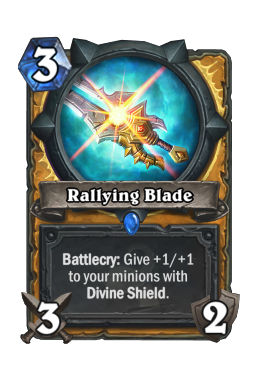 3
Rallying Blade
Battlecry: Give +1/+1
to your minions with
Divine Shield.
3 2